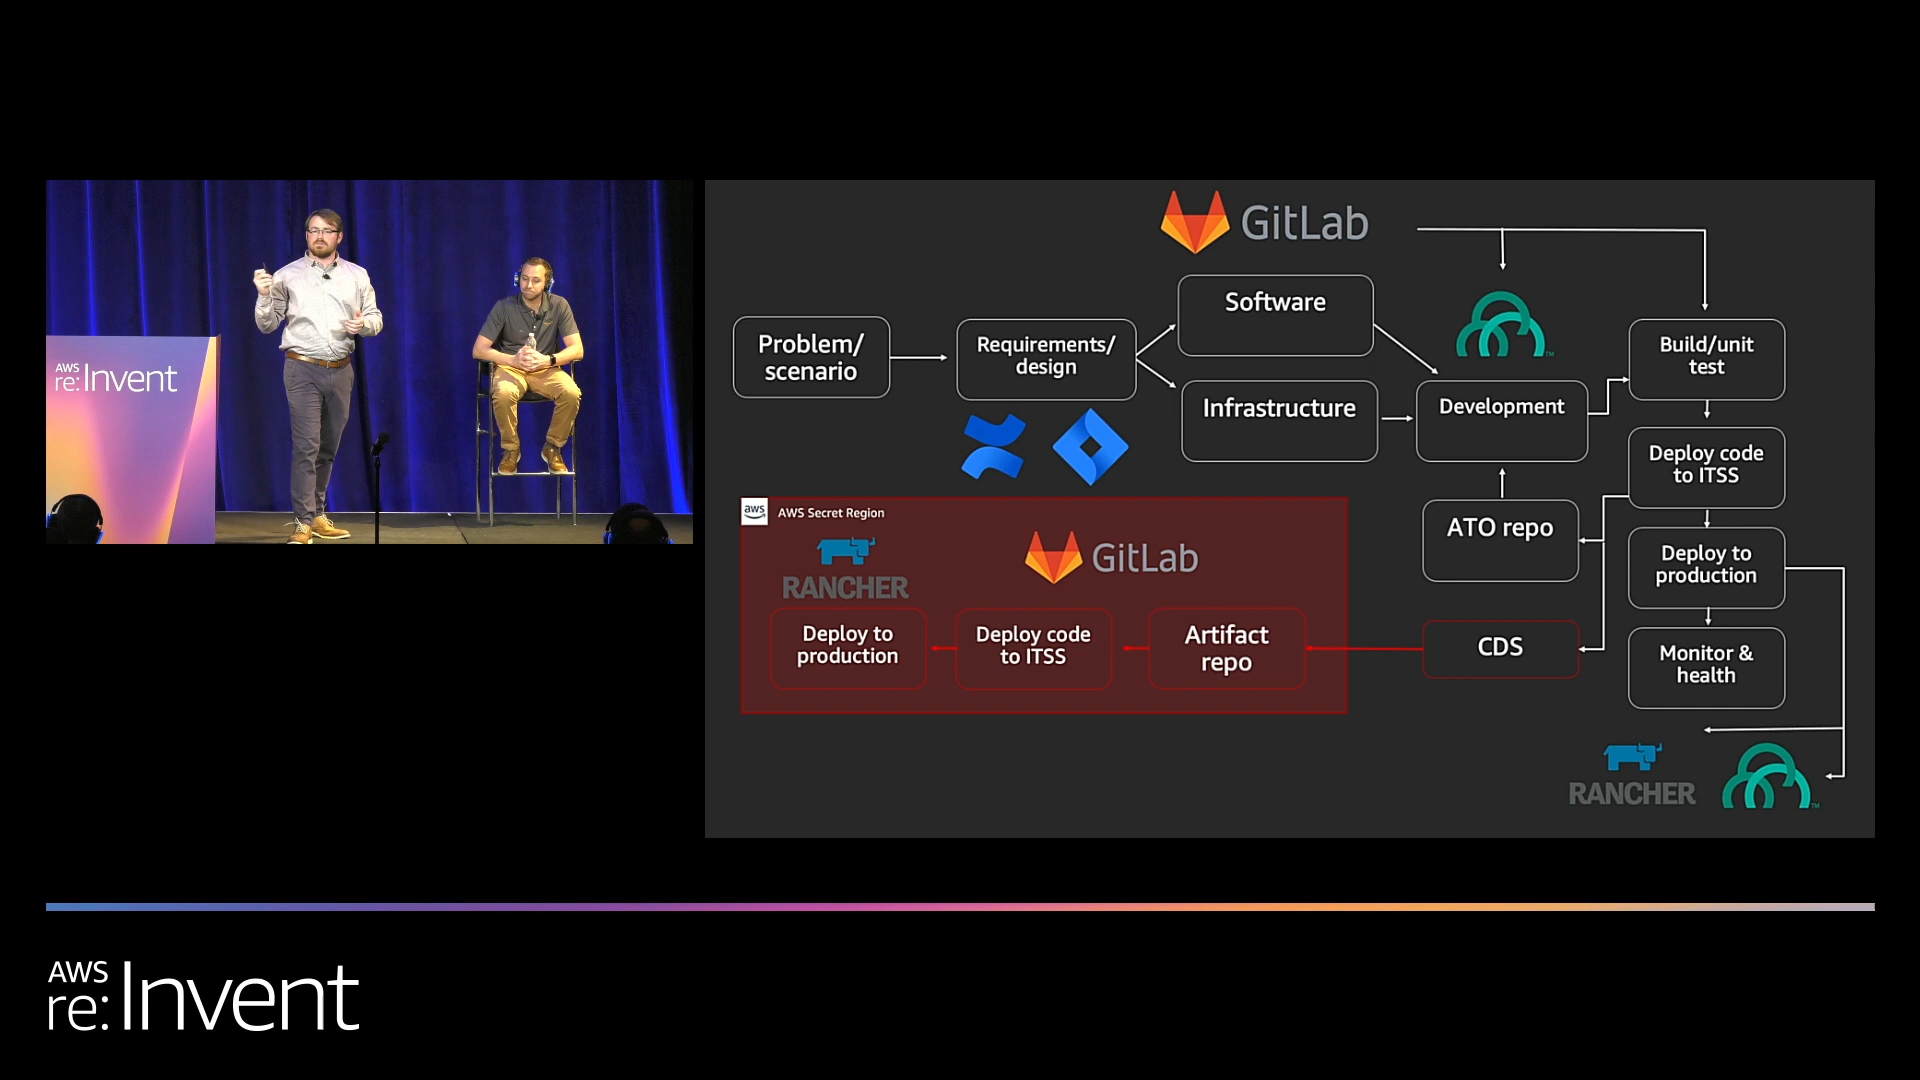 AWS
re:Invent
GitLab
Software
Problem/
scenario
Requirements/
design
Build/unit
test
Infrastructure
Development
Deploy code
to ITSS
aws
AWS Secret Region
ATO repo
RANCHER
GitLab
Deploy to
production
Deploy to
production
Deploy code
to ITSS
Artifact
repo
CDS
Monitor &
health
RANCHER
TM
TM
AWS
re:Invent